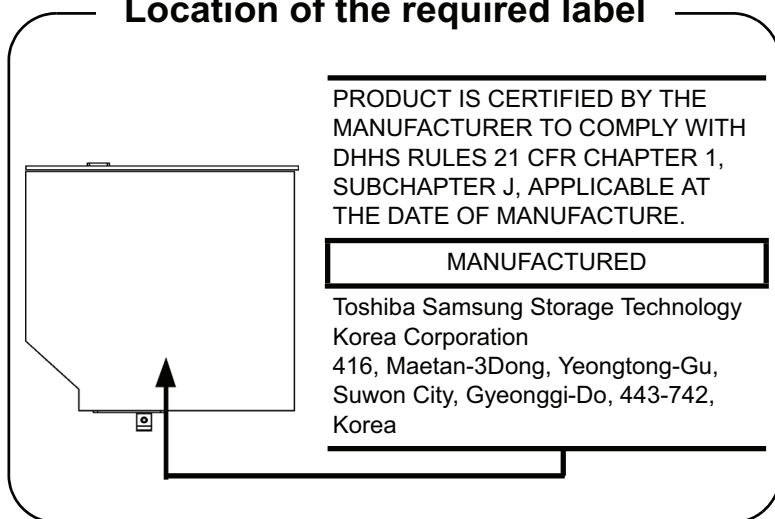 Location of the required label
PRODUCT IS CERTIFIED BY THE
MANUFACTURER TO COMPLY WITH
DHHS RULES 21 CFR CHAPTER 1,
SUBCHAPTER J, APPLICABLE AT
THE DATE OF MANUFACTURE.
MANUFACTURED
Toshiba Samsung Storage Technology
Korea Corporation
416, Maetan-3Dong, Yeongtong-Gu,
Suwon City, Gyeonggi-Do, 443-742,
Korea